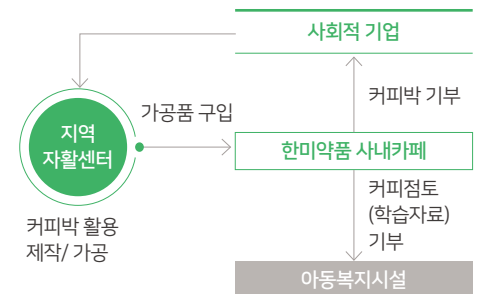 사회적 기업
커피박 기부
가공품 구입
지역
자활센터
한미약품 사내카페
커피박 활용
제작/ 가공
커피점토
(학습자료)
기부
아동복지시설